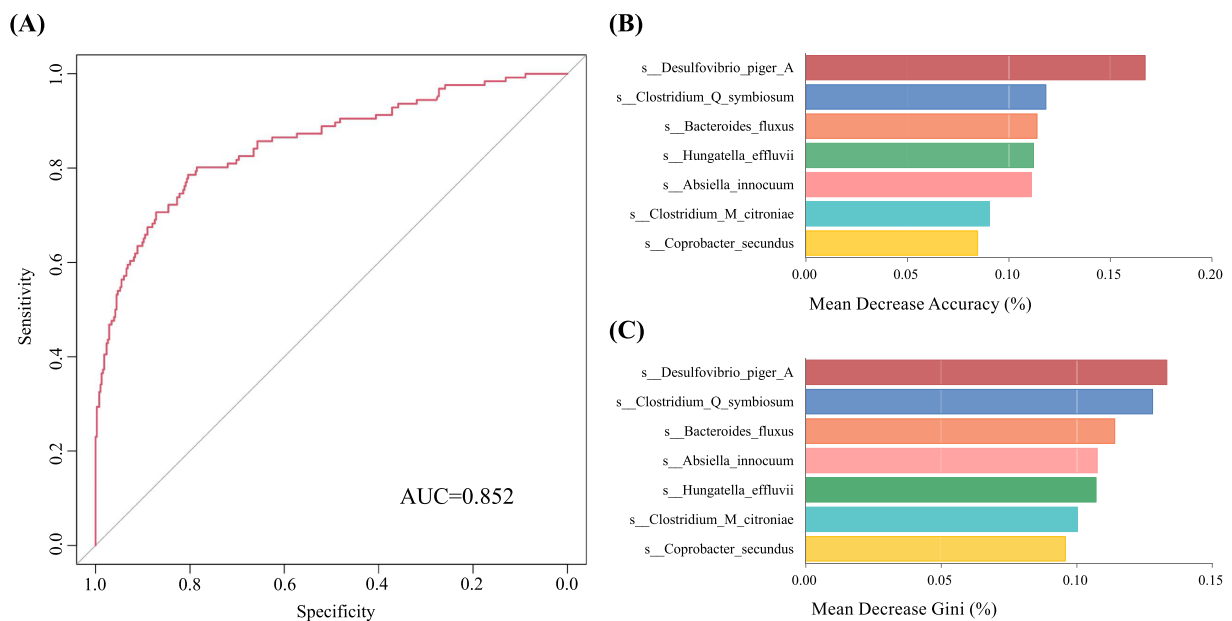 (A)
Sensitivity
1.0
0.8
0.6
0.4
0.2
0.0
AUC=0.852
1.0 0.8 0.6 0.4 0.2 0.0
Specificity
(B)
s__Desulfovibrio_piger_A
s__Clostridium_Q_symbiosum
s__Bacteroides_fluxus
s__Hungatella_effluvii
s__Absiella_innocuum
s__Clostridium_M_citroniae
s__Coprobacter_secundus
0.00 0.05 0.10 0.15 0.20
Mean Decrease Accuracy (%)
(C)
s__Desulfovibrio_piger_A
s__Clostridium_Q_symbiosum
s__Bacteroides_fluxus
s__Absiella_innocuum
s__Hungatella_effluvii
s__Clostridium_M_citroniae
s__Coprobacter_secundus
0.00 0.05 0.10 0.15
Mean Decrease Gini (%)